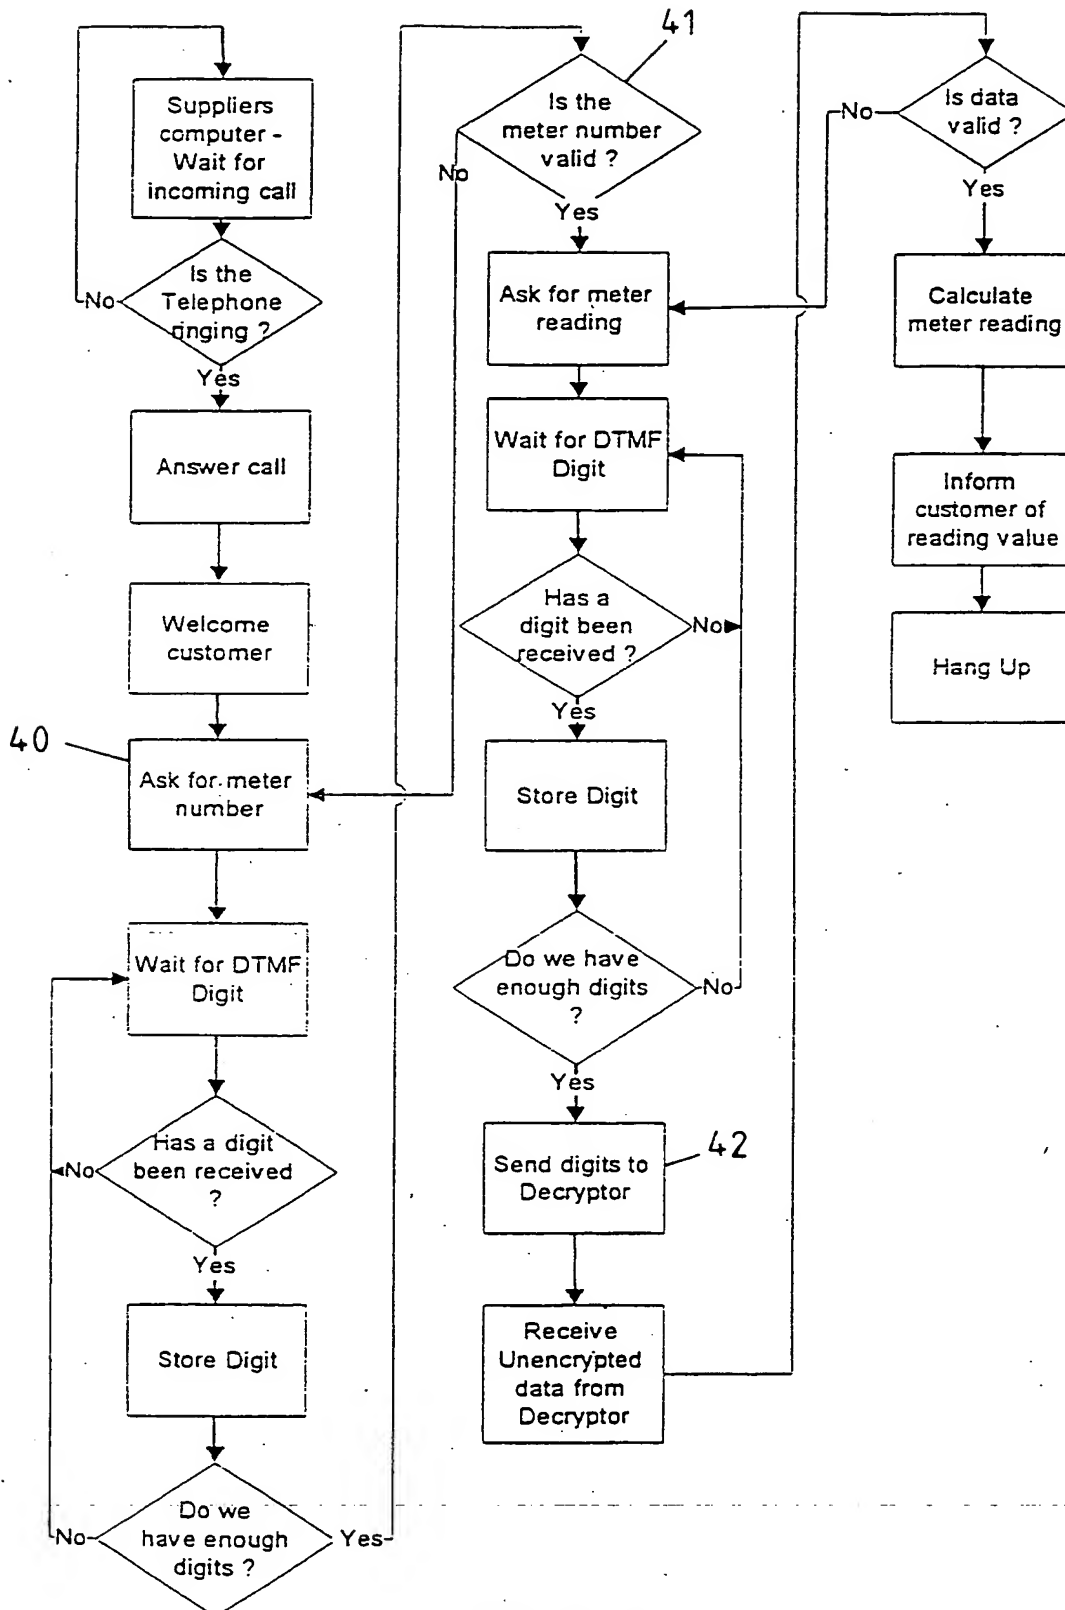 Suppliers
computer -
Wait for
incoming call
Is the
Telephone
ringing ?
No
Yes
Answer call
Welcome
customer
40
Ask for meter
number
Wait for DTMF
Digit
Has a digit
been received
?
No
Yes
Store Digit
Do we
have enough
digits ?
No
Yes
41
Is the
meter number
valid ?
No
Yes
Ask for meter
reading
Wait for DTMF
Digit
Has a
digit been
received ?
No
Yes
Store Digit
Do we have
enough digits
?
No
Yes
Send digits to
Decryptor
42
Receive
Unencrypted
data from
Decryptor
Is data
valid ?
No
Yes
Calculate
meter reading
Inform
customer of
reading value
Hang Up